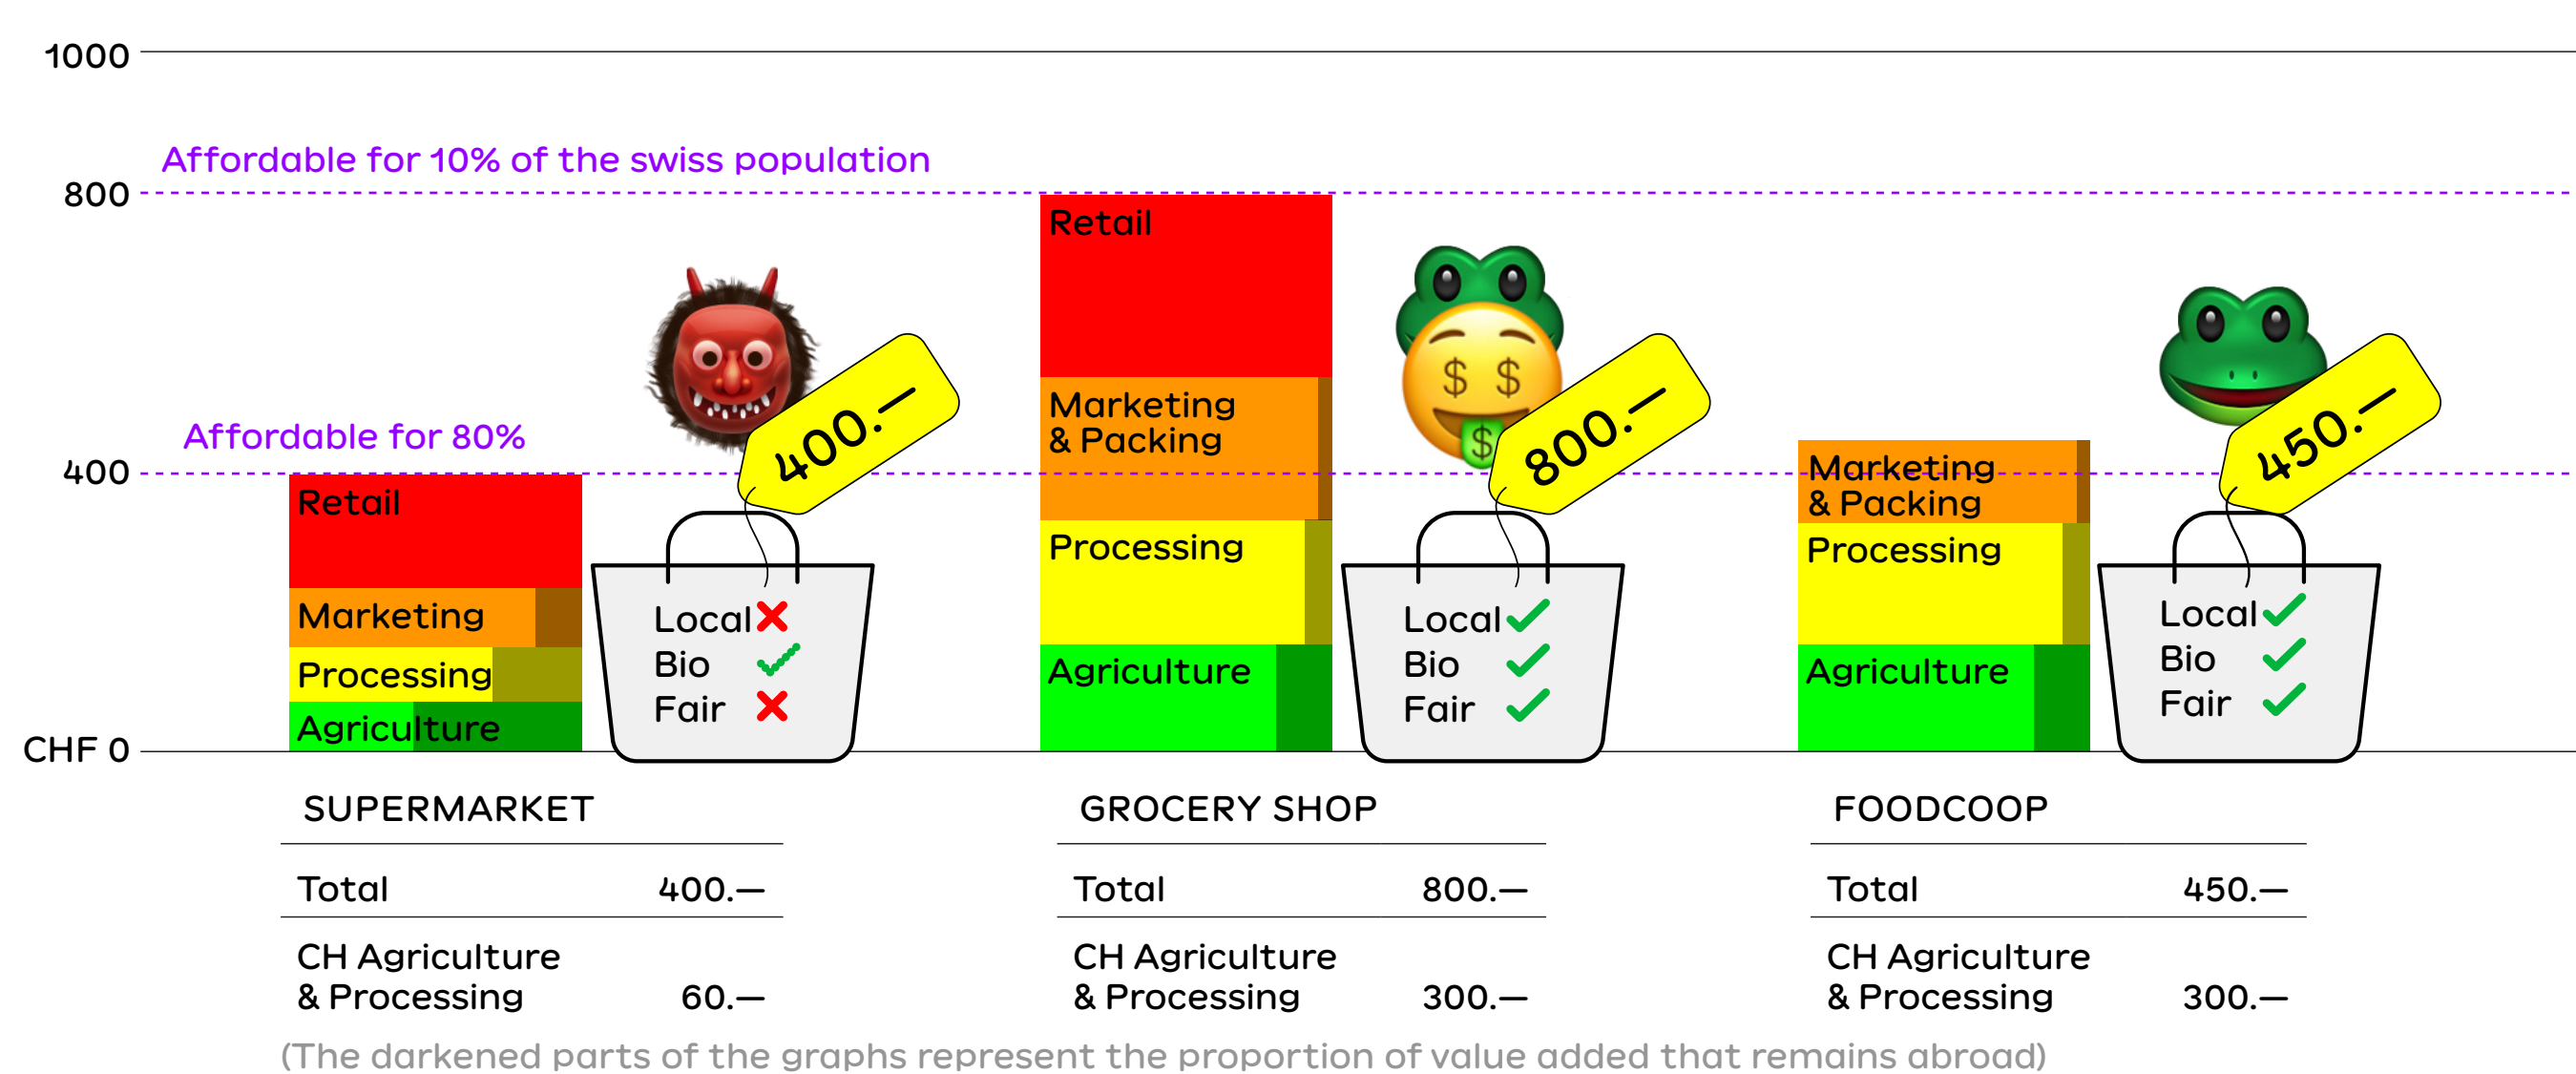 1000
Affordable for 10% of the swiss population
800
Retail
Marketing
& Packing
Processing
Agriculture
800.—
$ $
$
Local
Bio
Fair
Affordable for 80%
400
Retail
Marketing
Processing
Agriculture
400.—
Local
Bio
Fair
Marketing
& Packing
Processing
Agriculture
450.—
Local
Bio
Fair
CHF 0
SUPERMARKET
Total 400.—
CH Agriculture
& Processing 60.—
GROCERY SHOP
Total 800.—
CH Agriculture
& Processing 300.—
FOODCOOP
Total 450.—
CH Agriculture
& Processing 300.—
(The darkened parts of the graphs represent the proportion of value added that remains abroad)